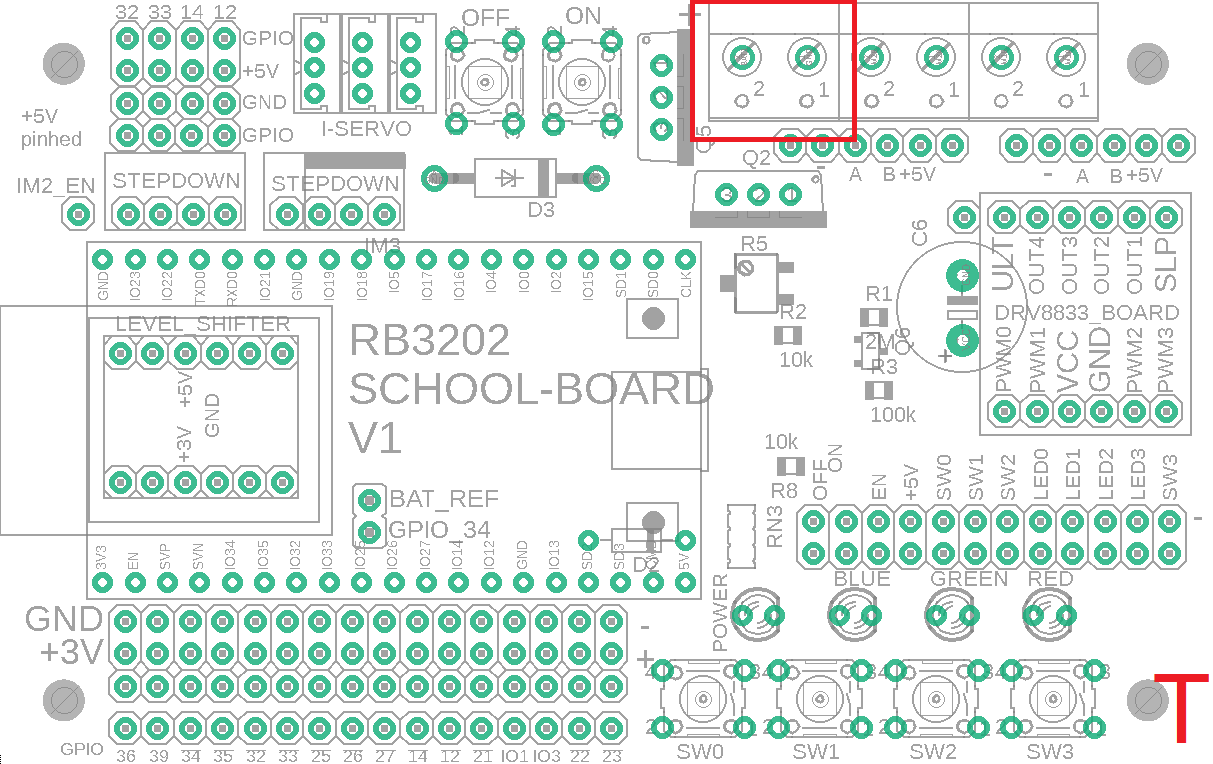 32 33 14 12
GPIO
+5V
GND
GPIO
+5V
pinhed
I-SERVO
OFF
ON
+
2 1
2 1
2 1
Q5
Q2
- A B +5V
- A B +5V
IM2_EN
STEPDOWN
STEPDOWN
IM3
D3
C6
R5
GND IO23 IO22 TXD0 RXD0 IO21 GND IO19 IO18 IO5 IO17 IO16 IO4 IO0 IO2 IO15 SD1 SD0 CLK
ULT OUT4 OUT3 OUT2 OUT1 SLP
DRV8833_BOARD
PWM0 PWM1 VCC GND PWM2 PWM3
R1
R2
10k
2M
Q6
+
R3
100k
LEVEL_SHIFTER
+5V
GND
+3V
RB3202
SCHOOL-BOARD
V1
BAT_REF
GPIO_34
10k
R8
OFF
ON
EN +5V SW0 SW1 SW2 LED0 LED1 LED2 LED3 SW3
-
RN3
3V3 EN SVP SVN IO34 IO35 IO32 IO33 IO25 IO26 IO27 IO14 IO12 GND IO13 SD3 5V
BLUE GREEN RED
POWER
GND
+3V
-
+
GPIO
36 39 34 35 32 33 25 26 27 14 12 21 IO1 IO3 22 23
SW0 SW1 SW2 SW3
T